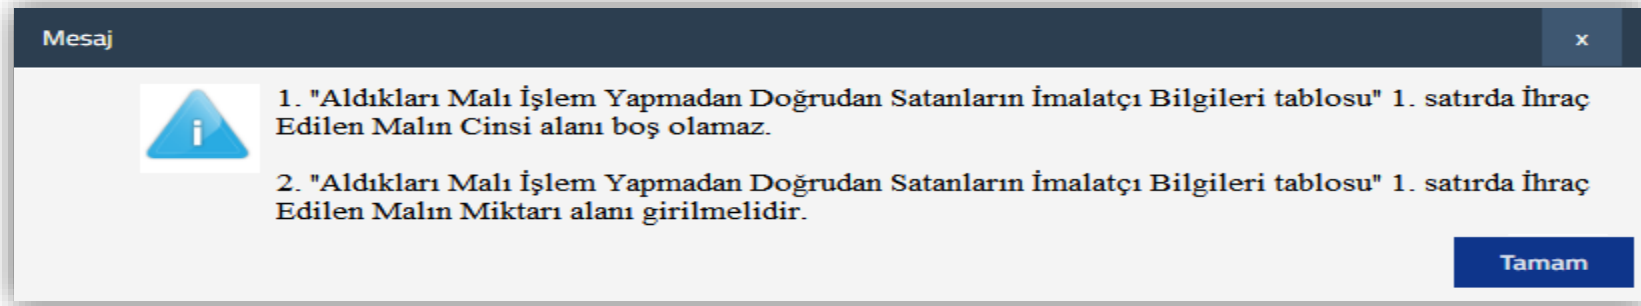 Mesaj
x
1. "Aldıkları Malı İşlem Yapmadan Doğrudan Satanların İmalatçı Bilgileri tablosu" 1. satırda İhraç
Edilen Malın Cinsi alanı boş olamaz.
2. "Aldıkları Malı İşlem Yapmadan Doğrudan Satanların İmalatçı Bilgileri tablosu" 1. satırda İhraç
Edilen Malın Miktarı alanı girilmelidir.
Tamam